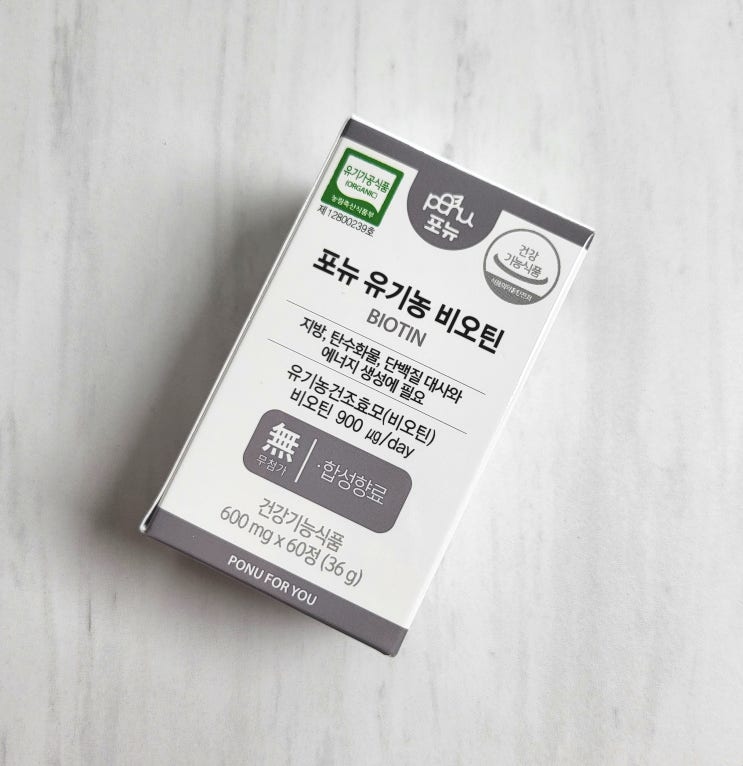 유기가공식품
(ORGANIC)
농림축산식품부
제12800239호
ponu
포뉴
건강
기능식품
식품의약품안전처
포뉴 유기농 비오틴
BIOTIN
지방, 탄수화물, 단백질 대사와
에너지 생성에 필요
유기농건조효모(비오틴)
비오틴 900 ㎍/day
無
무첨가
·합성향료
건강기능식품
600 mg x 60정 (36 g)
PONU FOR YOU